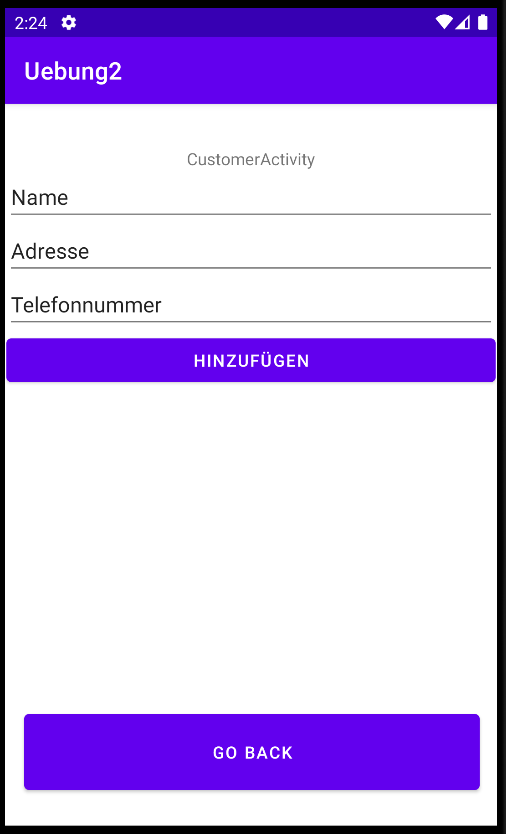 2:24
Uebung2
CustomerActivity
Name
Adresse
Telefonnummer
HINZUFÜGEN
GO BACK